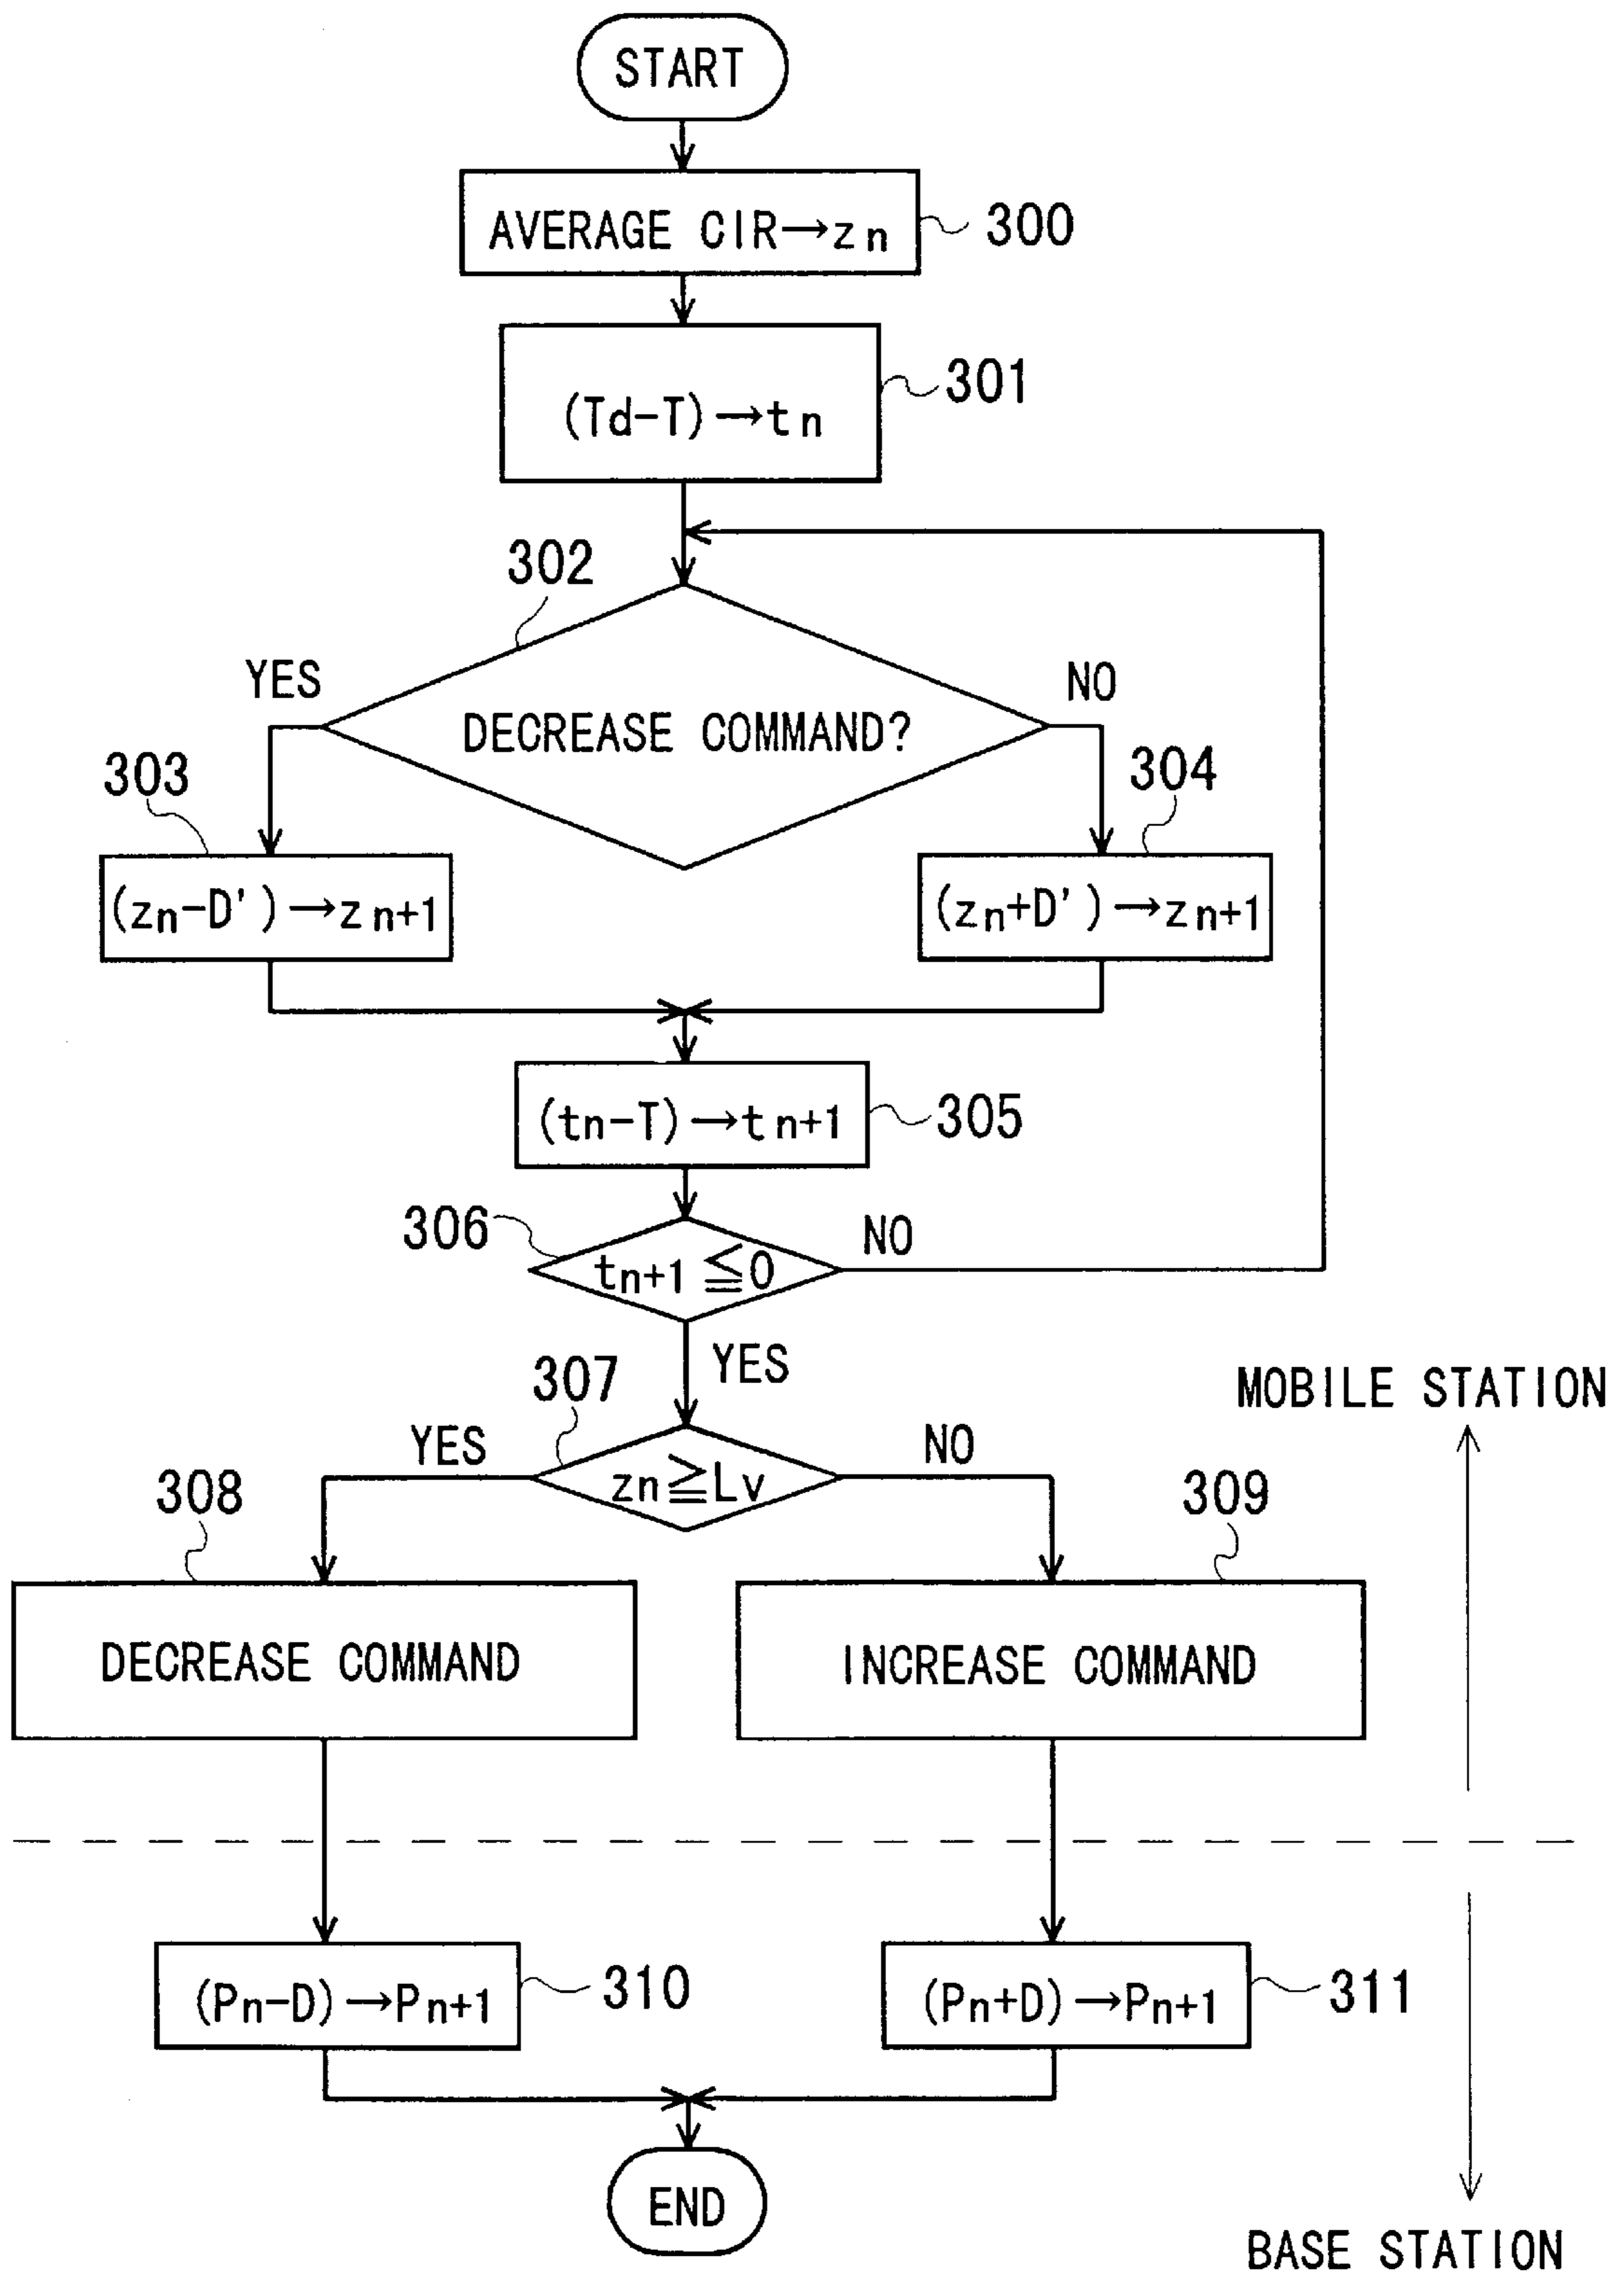 START
AVERAGE CIR→zn
300
(Td−T)→tn
301
302
YES
NO
DECREASE COMMAND?
303
304
(zn−D')→zn+1
(zn+D')→zn+1
(tn−T)→tn+1
305
306
tn+1≦0
NO
YES
307
MOBILE STATION
YES
NO
zn≧Lv
308
309
DECREASE COMMAND
INCREASE COMMAND
(Pn−D)→Pn+1
310
(Pn+D)→Pn+1
311
END
BASE STATION